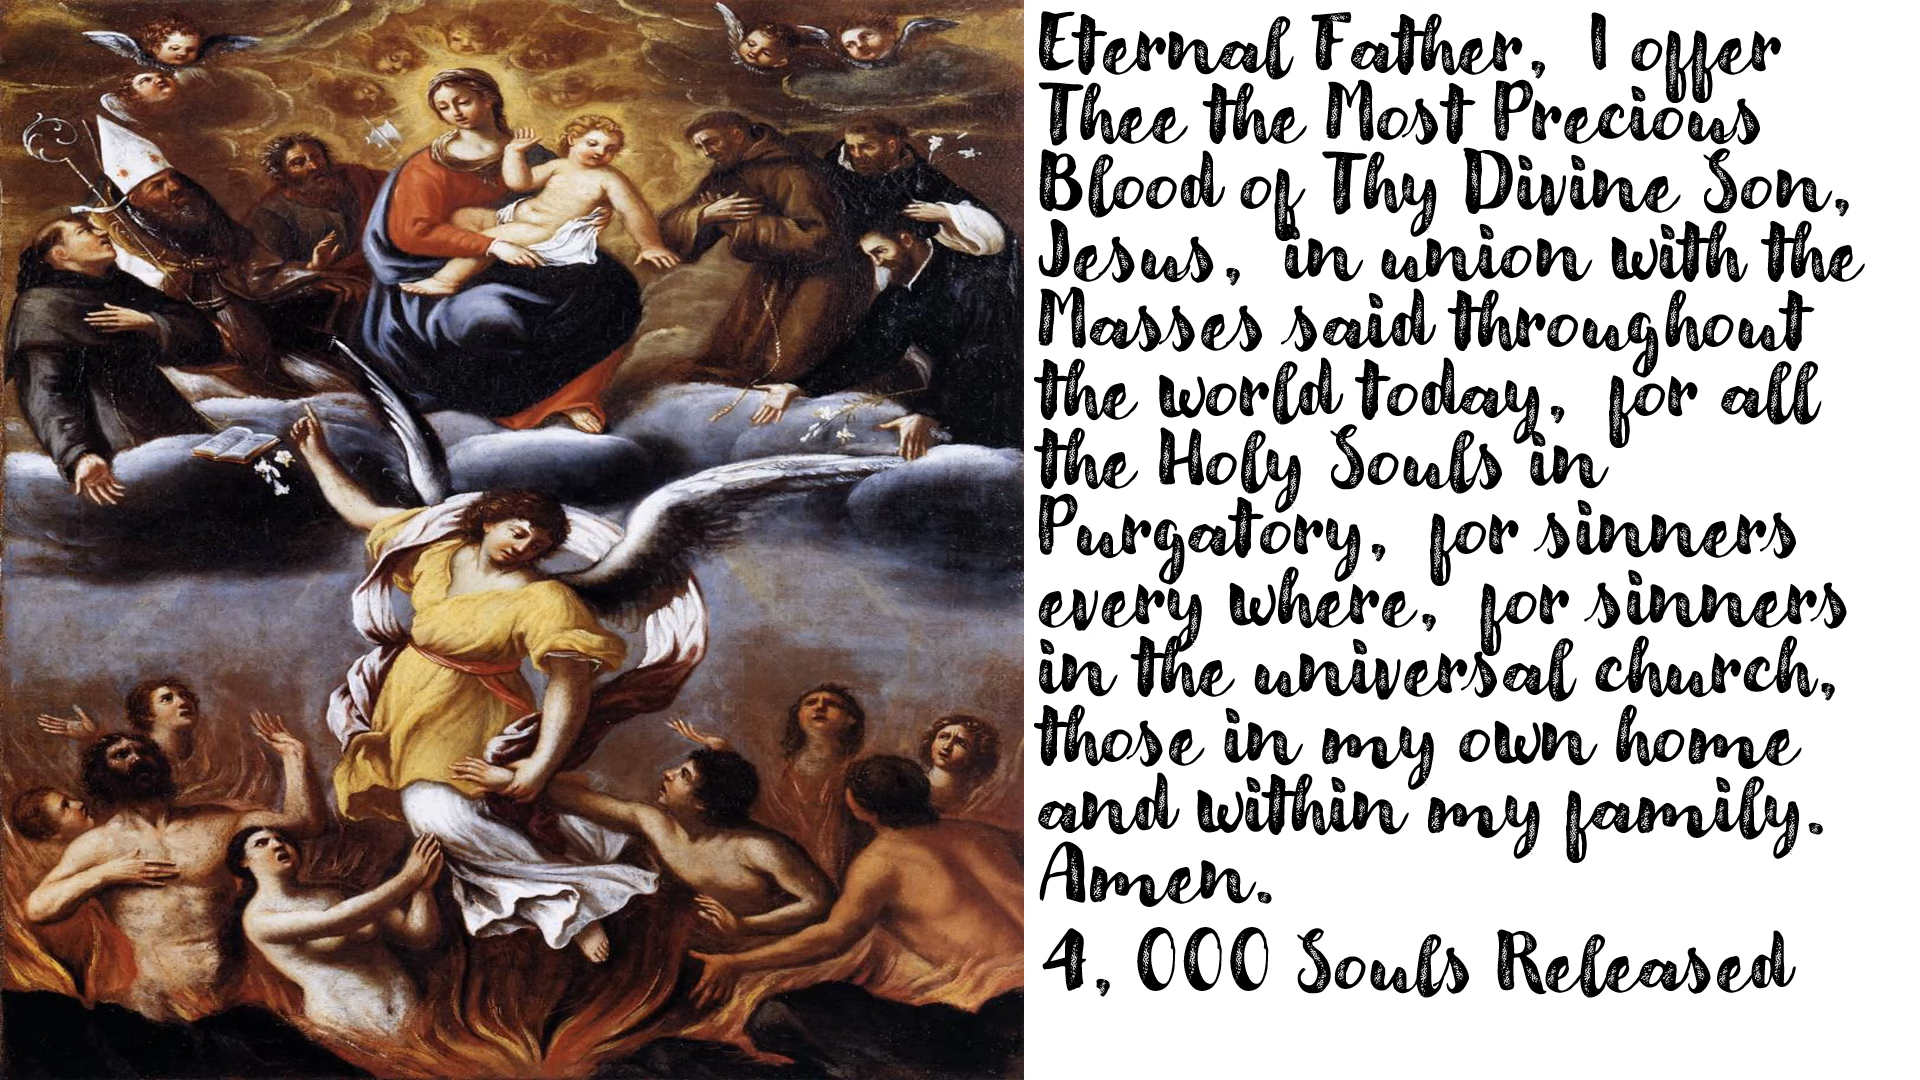 Eternal Father, I offer
Thee the Most Precious
Blood of Thy Divine Son,
Jesus, in union with the
Masses said throughout
the world today, for all
the Holy Souls in
Purgatory, for sinners
every where, for sinners
in the universal church,
those in my own home
and within my family.
Amen.
4, 000 Souls Released